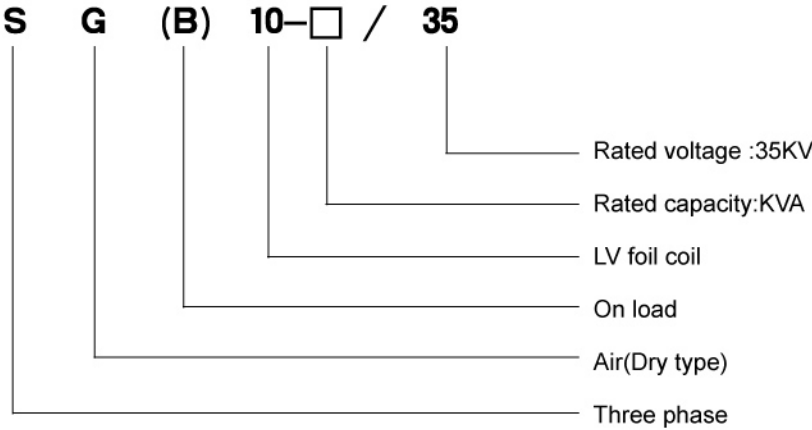 S G (B) 10-□ / 35
Rated voltage :35KV
Rated capacity:KVA
LV foil coil
On load
Air(Dry type)
Three phase